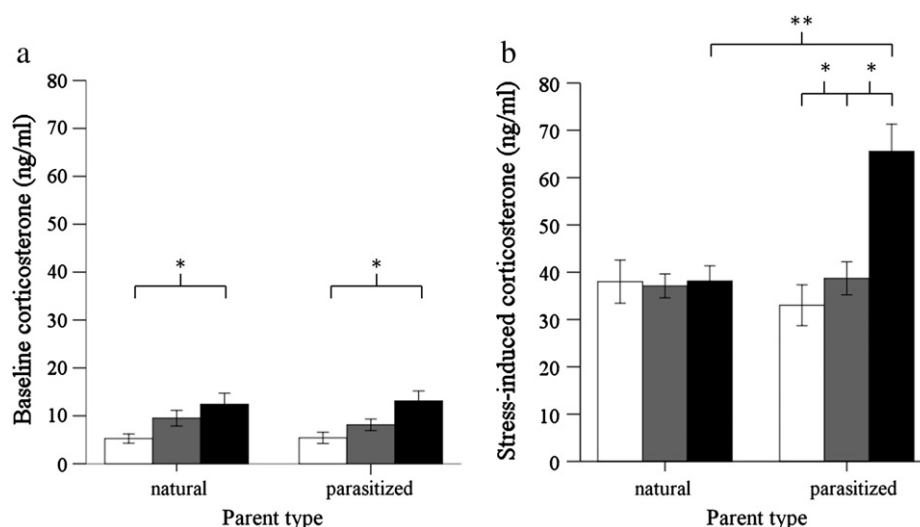 a
Baseline corticosterone (ng/ml)
80
70
60
50
40
30
20
10
0
*
*
natural
parasitized
Parent type
b
Stress-induced corticosterone (ng/ml)
80
70
60
50
40
30
20
10
0
**
*
*
natural
parasitized
Parent type